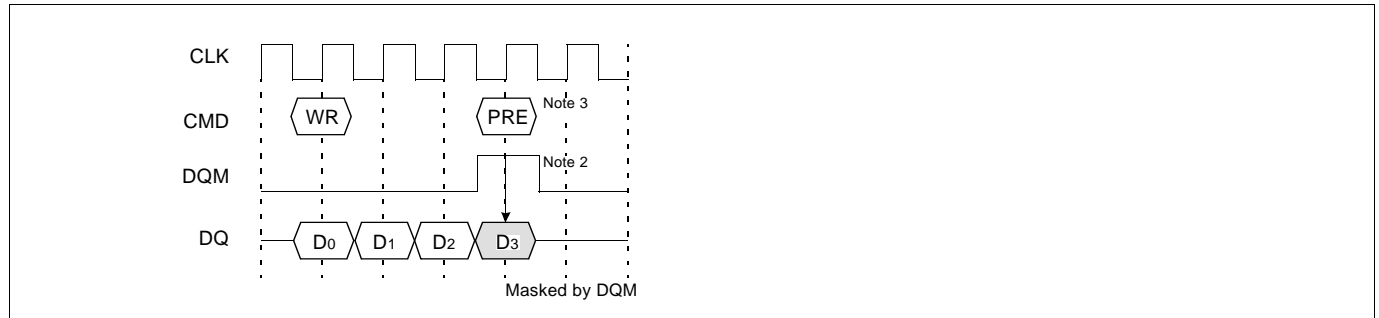 CLK
CMD WR PRE Note 3
DQM Note 2
DQ D0 D1 D2 D3
Masked by DQM